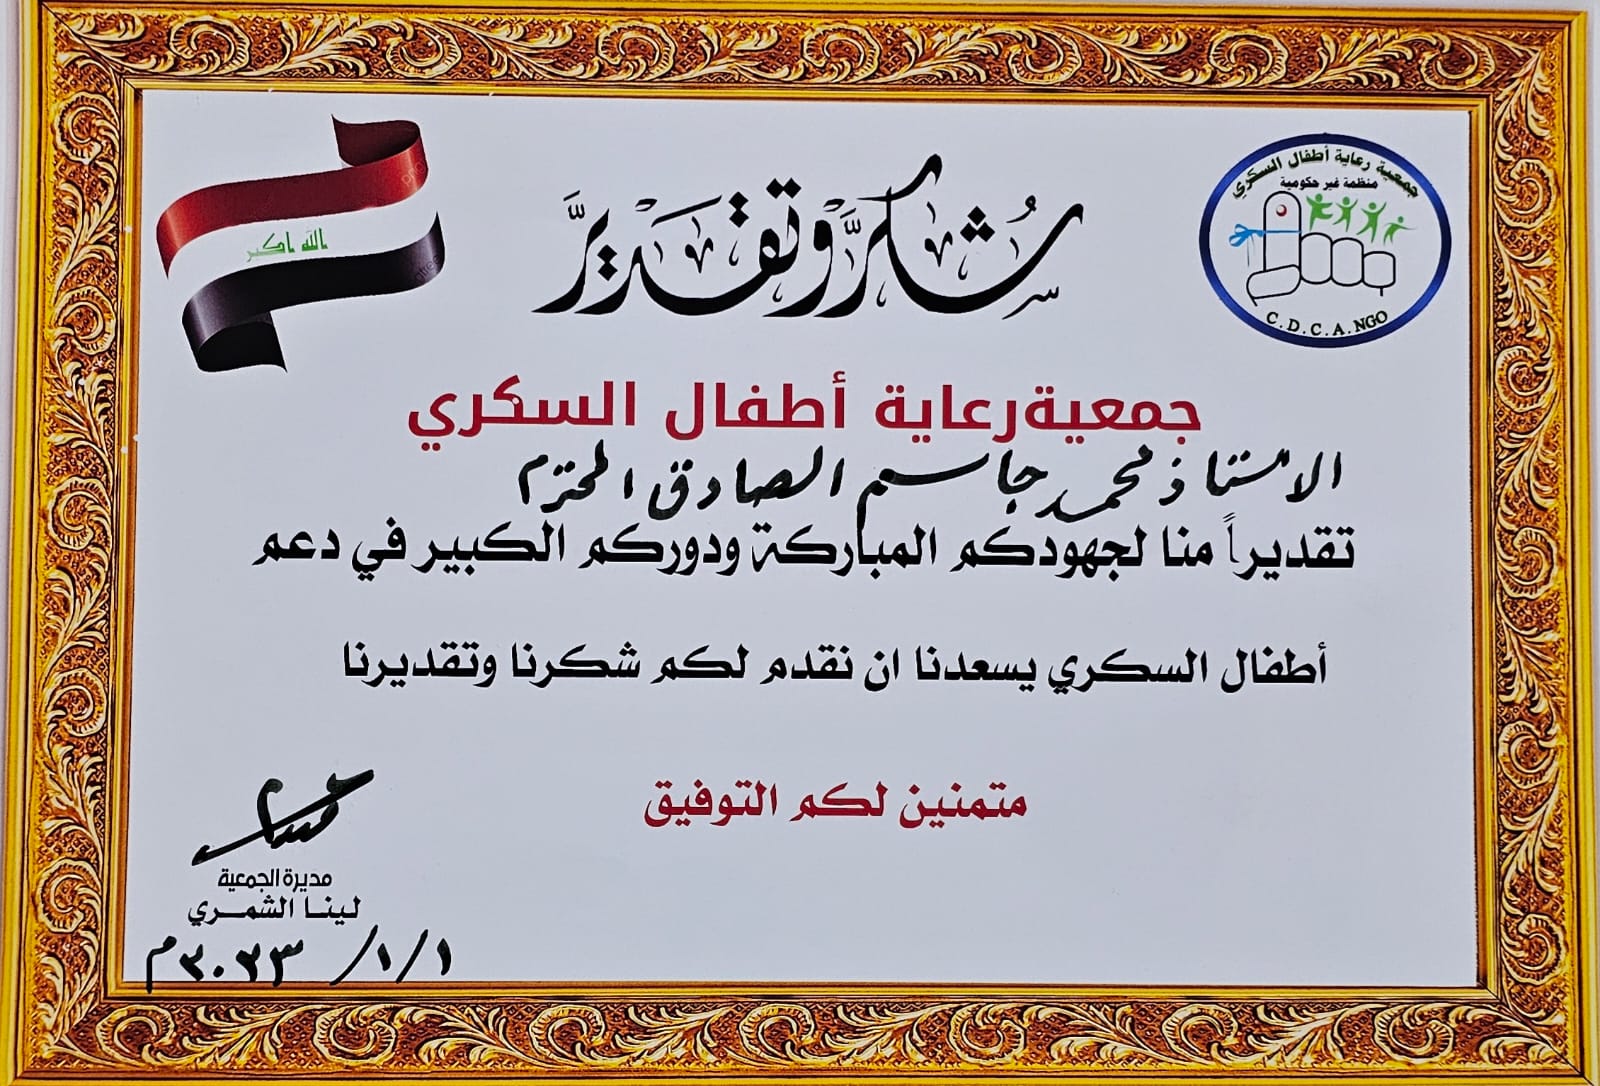 جمعية رعاية أطفال السكري
منظمة غير حكومية
C.D.C.A.NGO
الله اكبر
شكر وتقدير
جمعية رعاية أطفال السكري
الاستاذ محمد جاسم الصادق المحترم
تقديراً منا لجهودكم المباركة ودوركم الكبير في دعم
أطفال السكري يسعدنا ان نقدم لكم شكرنا وتقديرنا
متمنين لكم التوفيق
مديرة الجمعية
لينا الشمري
١/١/ ٢٠٢٣م